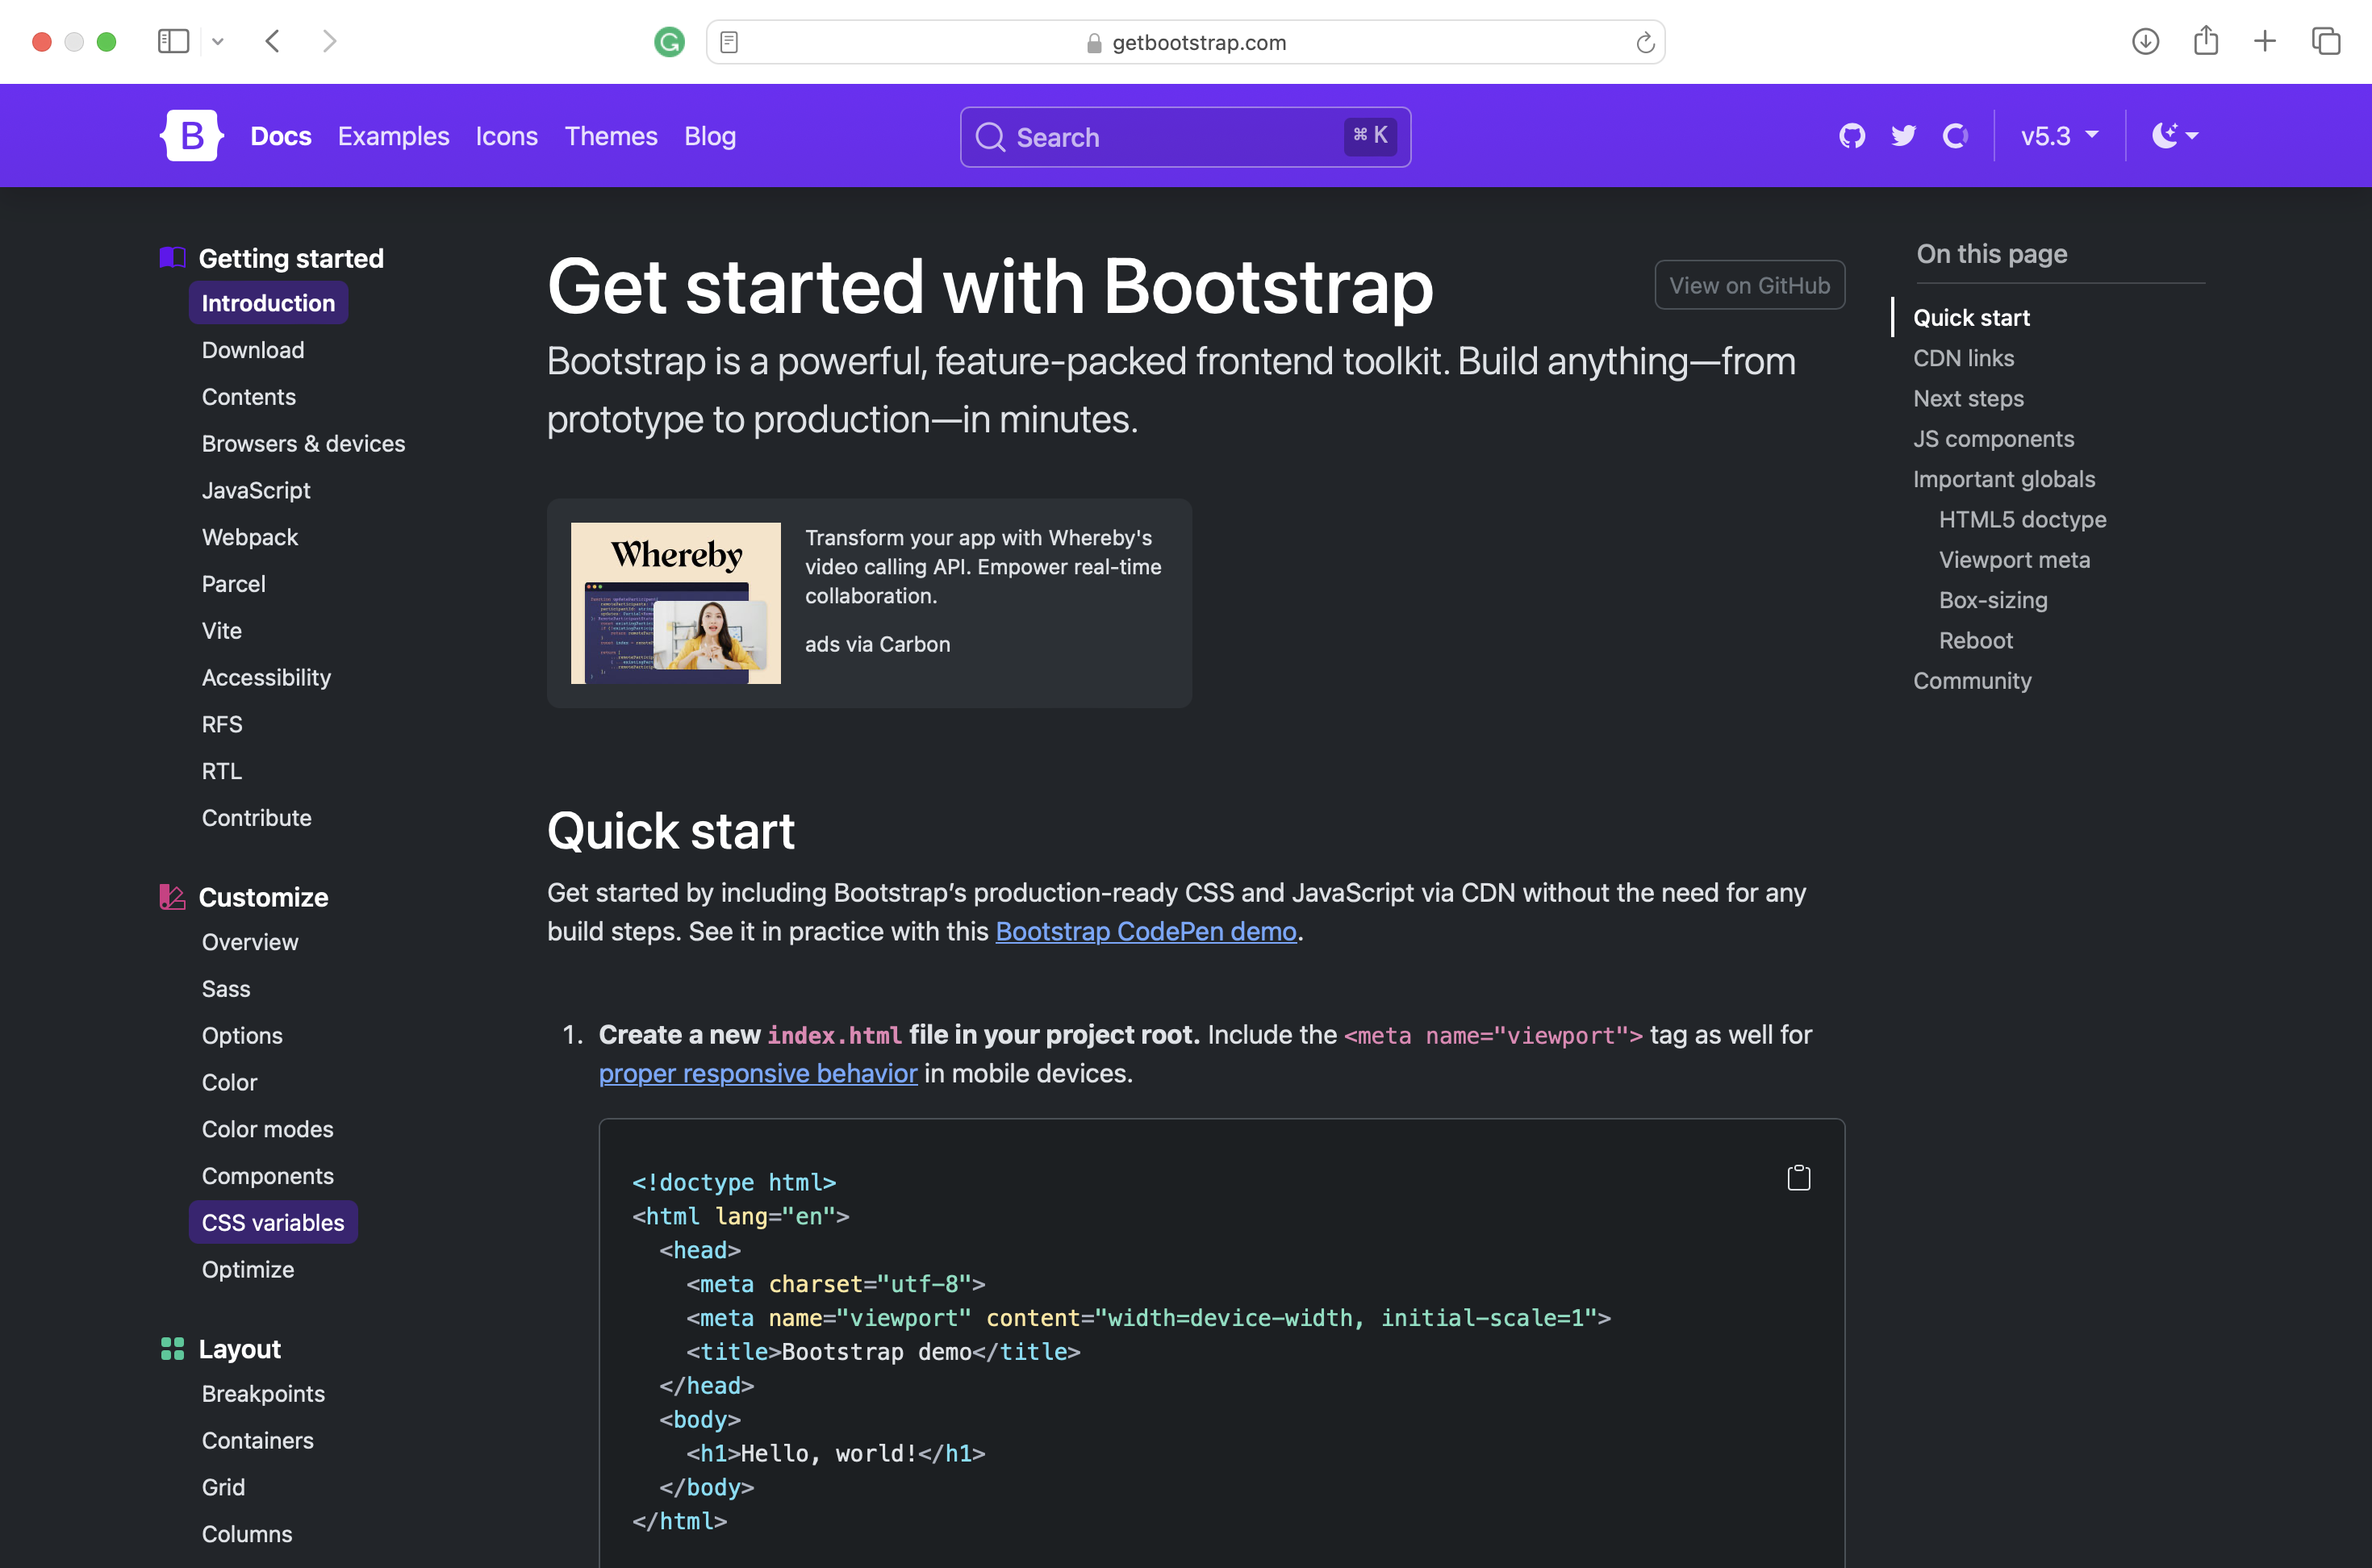 getbootstrap.com
B
Docs Examples Icons Themes Blog
Search
⌘ K
v5.3
Getting started
Introduction
Download
Contents
Browsers & devices
JavaScript
Webpack
Parcel
Vite
Accessibility
RFS
RTL
Contribute
Customize
Overview
Sass
Options
Color
Color modes
Components
CSS variables
Optimize
Layout
Breakpoints
Containers
Grid
Columns
Get started with Bootstrap
View on GitHub
Bootstrap is a powerful, feature-packed frontend toolkit. Build anything—from
prototype to production—in minutes.
Whereby
Transform your app with Whereby's
video calling API. Empower real-time
collaboration.
ads via Carbon
Quick start
Get started by including Bootstrap’s production-ready CSS and JavaScript via CDN without the need for any
build steps. See it in practice with this Bootstrap CodePen demo.
1. Create a new index.html file in your project root. Include the <meta name="viewport"> tag as well for
proper responsive behavior in mobile devices.
<!doctype html>
<html lang="en">
  <head>
    <meta charset="utf-8">
    <meta name="viewport" content="width=device-width, initial-scale=1">
    <title>Bootstrap demo</title>
  </head>
  <body>
    <h1>Hello, world!</h1>
  </body>
</html>
On this page
Quick start
CDN links
Next steps
JS components
Important globals
HTML5 doctype
Viewport meta
Box-sizing
Reboot
Community